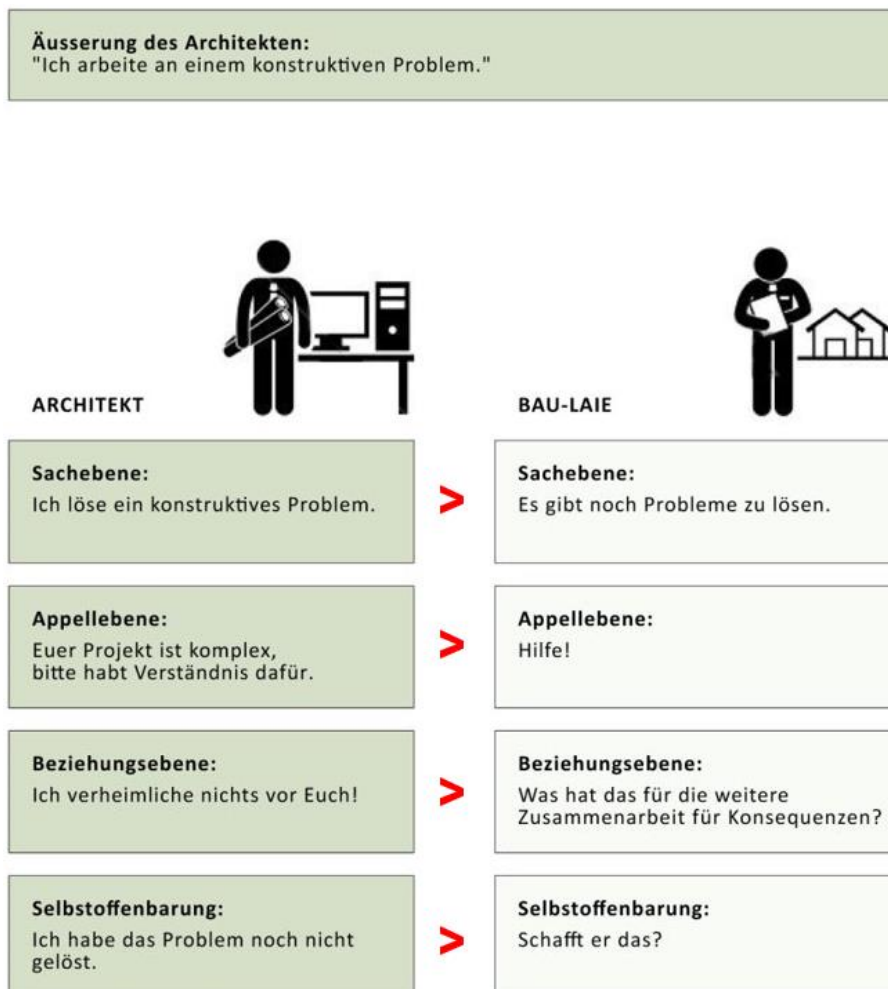 Äusserung des Architekten:
"Ich arbeite an einem konstruktiven Problem."
ARCHITEKT
BAU-LAIE
Sachebene:
Ich löse ein konstruktives Problem.
>
Sachebene:
Es gibt noch Probleme zu lösen.
Appellebene:
Euer Projekt ist komplex,
bitte habt Verständnis dafür.
>
Appellebene:
Hilfe!
Beziehungsebene:
Ich verheimliche nichts vor Euch!
>
Beziehungsebene:
Was hat das für die weitere
Zusammenarbeit für Konsequenzen?
Selbstoffenbarung:
Ich habe das Problem noch nicht
gelöst.
>
Selbstoffenbarung:
Schafft er das?